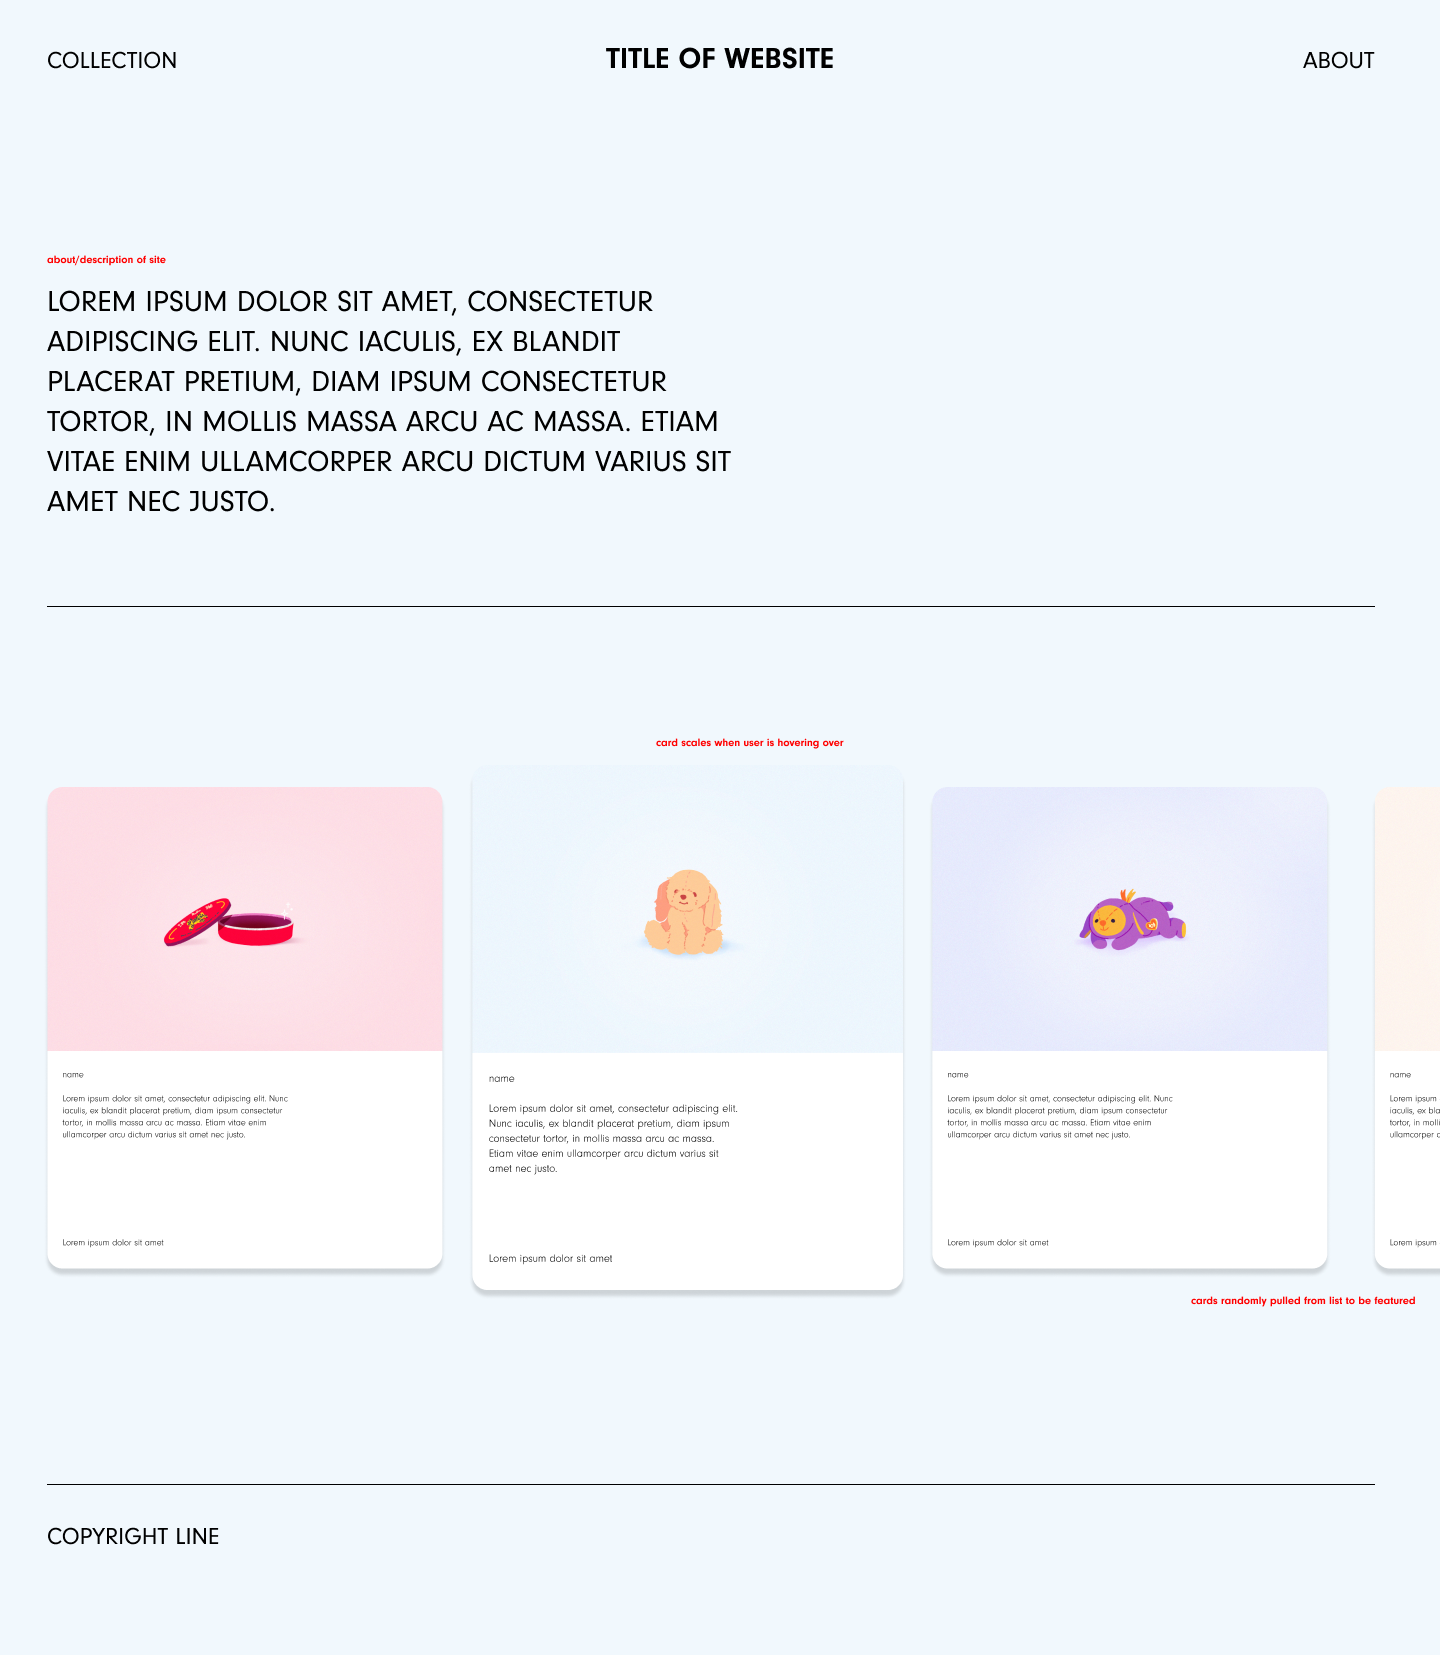 COLLECTION
TITLE OF WEBSITE
ABOUT
about/description of site
LOREM IPSUM DOLOR SIT AMET, CONSECTETUR
ADIPISCING ELIT. NUNC IACULIS, EX BLANDIT
PLACERAT PRETIUM, DIAM IPSUM CONSECTETUR
TORTOR, IN MOLLIS MASSA ARCU AC MASSA. ETIAM
VITAE ENIM ULLAMCORPER ARCU DICTUM VARIUS SIT
AMET NEC JUSTO.
card scales when user is hovering over
name
Lorem ipsum dolor sit amet, consectetur adipiscing elit. Nunc
iaculis, ex blandit placerat pretium, diam ipsum consectetur
tortor, in mollis massa arcu ac massa. Etiam vitae enim
ullamcorper arcu dictum varius sit amet nec justo.
Lorem ipsum dolor sit amet
name
Lorem ipsum dolor sit amet, consectetur adipiscing elit.
Nunc iaculis, ex blandit placerat pretium, diam ipsum
consectetur tortor, in mollis massa arcu ac massa.
Etiam vitae enim ullamcorper arcu dictum varius sit
amet nec justo.
Lorem ipsum dolor sit amet
name
Lorem ipsum dolor sit amet, consectetur adipiscing elit. Nunc
iaculis, ex blandit placerat pretium, diam ipsum consectetur
tortor, in mollis massa arcu ac massa. Etiam vitae enim
ullamcorper arcu dictum varius sit amet nec justo.
Lorem ipsum dolor sit amet
name
Lorem ipsum
iaculis, ex
tortor, in
ullamcorper
Lorem ipsum
cards randomly pulled from list to be featured
COPYRIGHT LINE